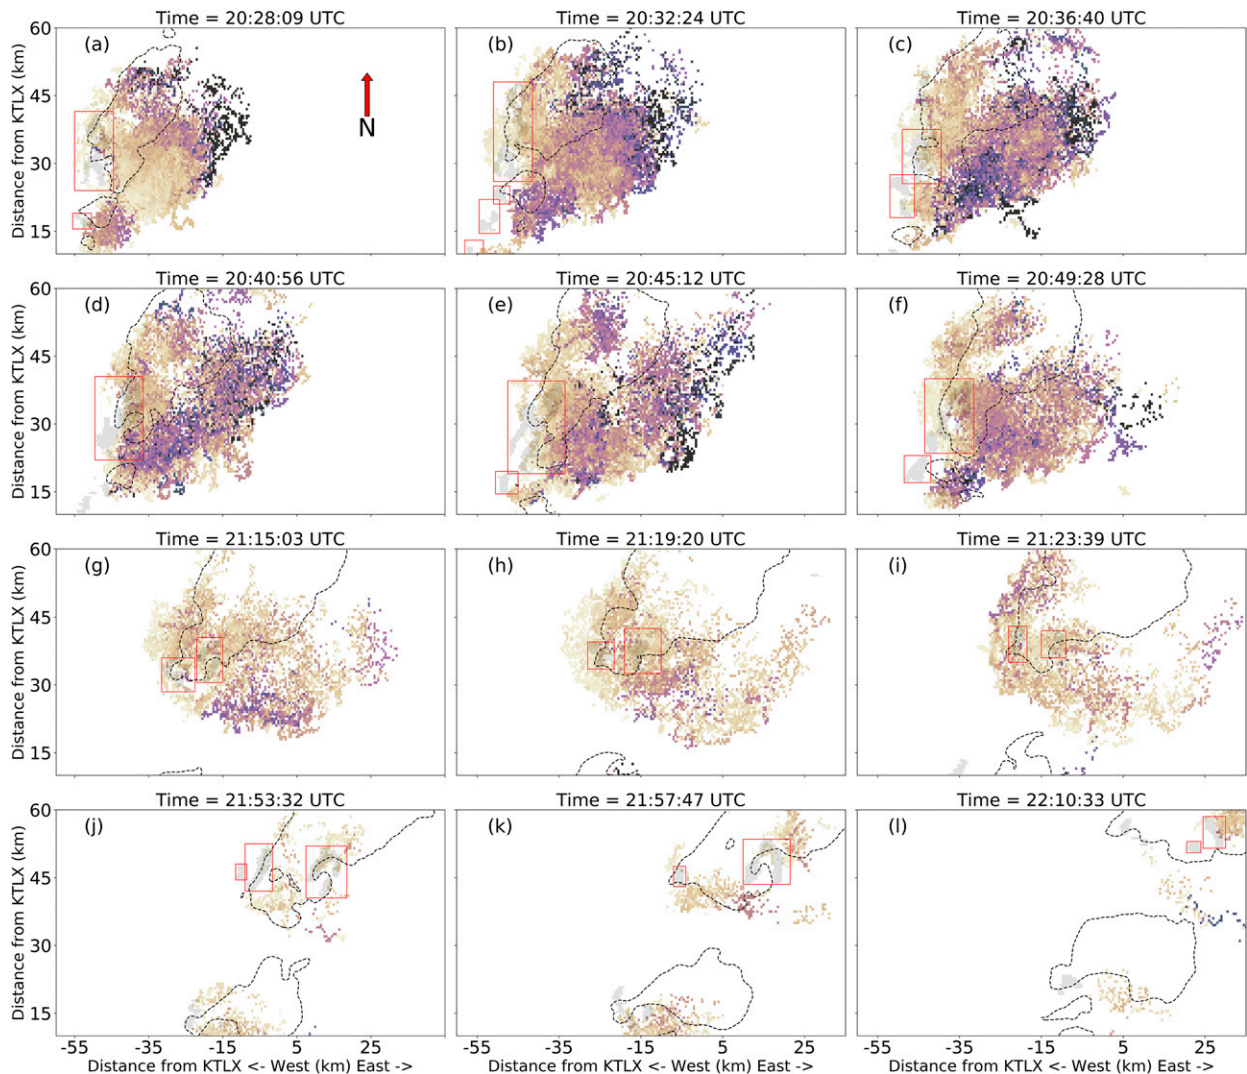 Time = 20:28:09 UTC
Time = 20:32:24 UTC
Time = 20:36:40 UTC
60
45
30
15
Distance from KTLX (km)
(a)
N
(b)
(c)
Time = 20:40:56 UTC
Time = 20:45:12 UTC
Time = 20:49:28 UTC
60
45
30
15
Distance from KTLX (km)
(d)
(e)
(f)
Time = 21:15:03 UTC
Time = 21:19:20 UTC
Time = 21:23:39 UTC
60
45
30
15
Distance from KTLX (km)
(g)
(h)
(i)
Time = 21:53:32 UTC
Time = 21:57:47 UTC
Time = 22:10:33 UTC
60
45
30
15
Distance from KTLX (km)
(j)
(k)
(l)
-55 -35 -15 5 25
-55 -35 -15 5 25
-55 -35 -15 5 25
Distance from KTLX <- West (km) East ->
Distance from KTLX <- West (km) East ->
Distance from KTLX <- West (km) East ->